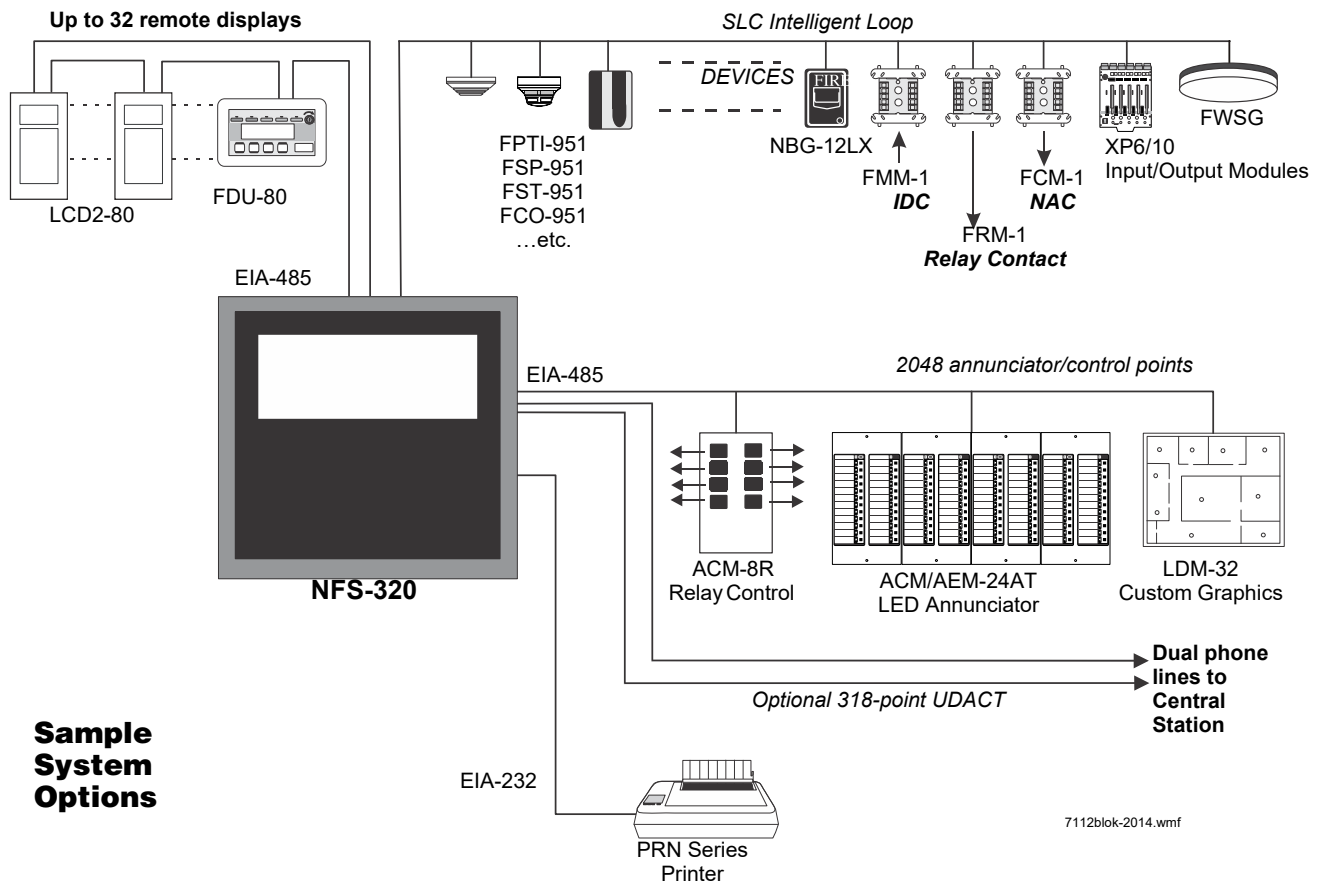 Up to 32 remote displays
SLC Intelligent Loop
DEVICES
FIR
LCD2-80
FDU-80
FPTI-951
FSP-951
FST-951
FCO-951
…etc.
NBG-12LX
FMM-1
IDC
FRM-1
Relay Contact
FCM-1
NAC
XP6/10
Input/Output Modules
FWSG
EIA-485
EIA-485
2048 annunciator/control points
NFS-320
ACM-8R
Relay Control
ACM/AEM-24AT
LED Annunciator
LDM-32
Custom Graphics
Dual phone
lines to
Central
Station
Optional 318-point UDACT
Sample
System
Options
EIA-232
PRN Series
Printer
7112blok-2014.wmf